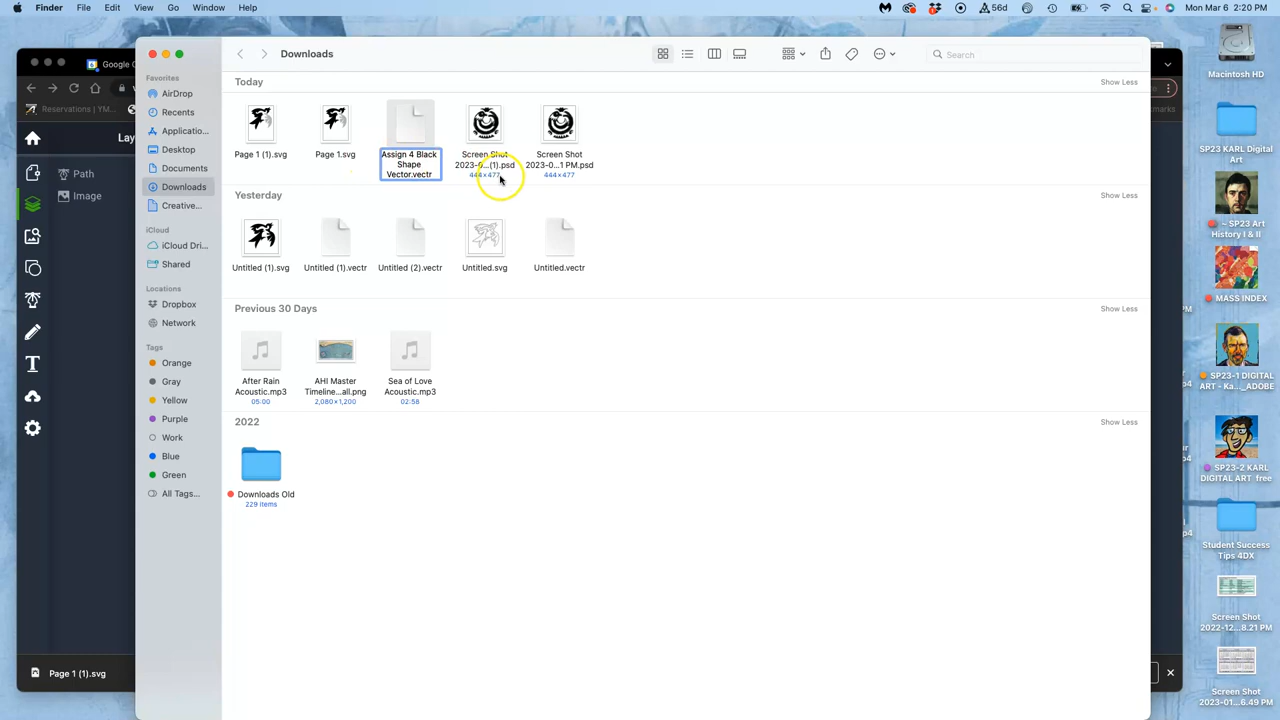 Finder File Edit View Go Window Help
56d
Mon Mar 6 2:20 PM
Google C
Reservations | YM...
Lay
Path
Image
Page 1 (1).svg
Favorites
AirDrop
Recents
Applicatio...
Desktop
Documents
Downloads
Creative...
iCloud
iCloud Dri...
Shared
Locations
Dropbox
Network
Tags
Orange
Gray
Yellow
Purple
Work
Blue
Green
All Tags...
Downloads
Search
Today
Show Less
Page 1 (1).svg
Page 1.svg
Assign 4 Black
Shape
Vector.vectr
Screen Shot
2023-0...(1).psd
444×477
Screen Shot
2023-0...1 PM.psd
444×477
Yesterday
Show Less
Untitled (1).svg
Untitled (1).vectr
Untitled (2).vectr
Untitled.svg
Untitled.vectr
Previous 30 Days
Show Less
After Rain
Acoustic.mp3
05:00
AHI Master
Timeline...all.png
2,080×1,200
Sea of Love
Acoustic.mp3
02:58
2022
Show Less
Downloads Old
229 items
Macintosh HD
SP23 KARL Digital
Art
~ SP23 Art
History I & II
MASS INDEX
SP23-1 DIGITAL
ART - Ka..._ADOBE
SP23-2 KARL
DIGITAL ART free
Student Success
Tips 4DX
Screen Shot
2022-12...8.21 PM
Screen Shot
2023-01...6.49 PM